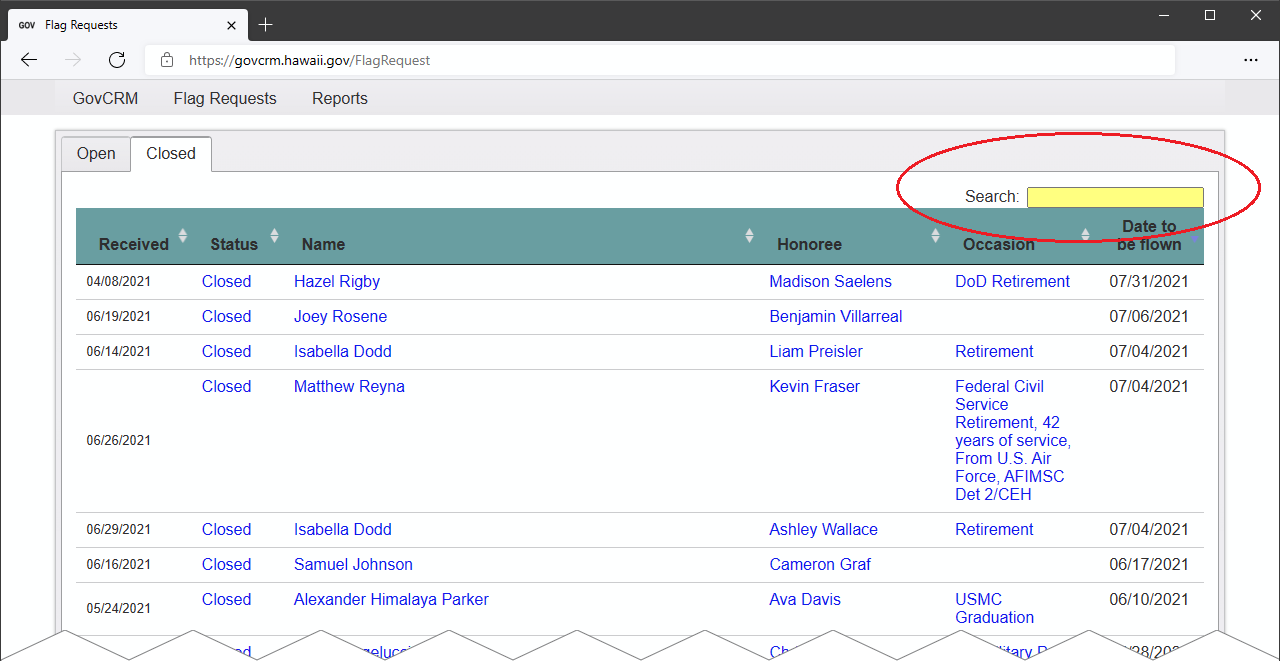 GOV Flag Requests
https://govcrm.hawaii.gov/FlagRequest
GovCRM Flag Requests Reports
Open Closed
Search:
Received Status Name Honoree Occasion Date to be flown
04/08/2021 Closed Hazel Rigby Madison Saelens DoD Retirement 07/31/2021
06/19/2021 Closed Joey Rosene Benjamin Villarreal 07/06/2021
06/14/2021 Closed Isabella Dodd Liam Preisler Retirement 07/04/2021
06/26/2021 Closed Matthew Reyna Kevin Fraser Federal Civil 07/04/2021
Service
Retirement, 42
years of service,
From U.S. Air
Force, AFIMSC
Det 2/CEH
06/29/2021 Closed Isabella Dodd Ashley Wallace Retirement 07/04/2021
06/16/2021 Closed Samuel Johnson Cameron Graf 06/17/2021
05/24/2021 Closed Alexander Himalaya Parker Ava Davis USMC 06/10/2021
Graduation